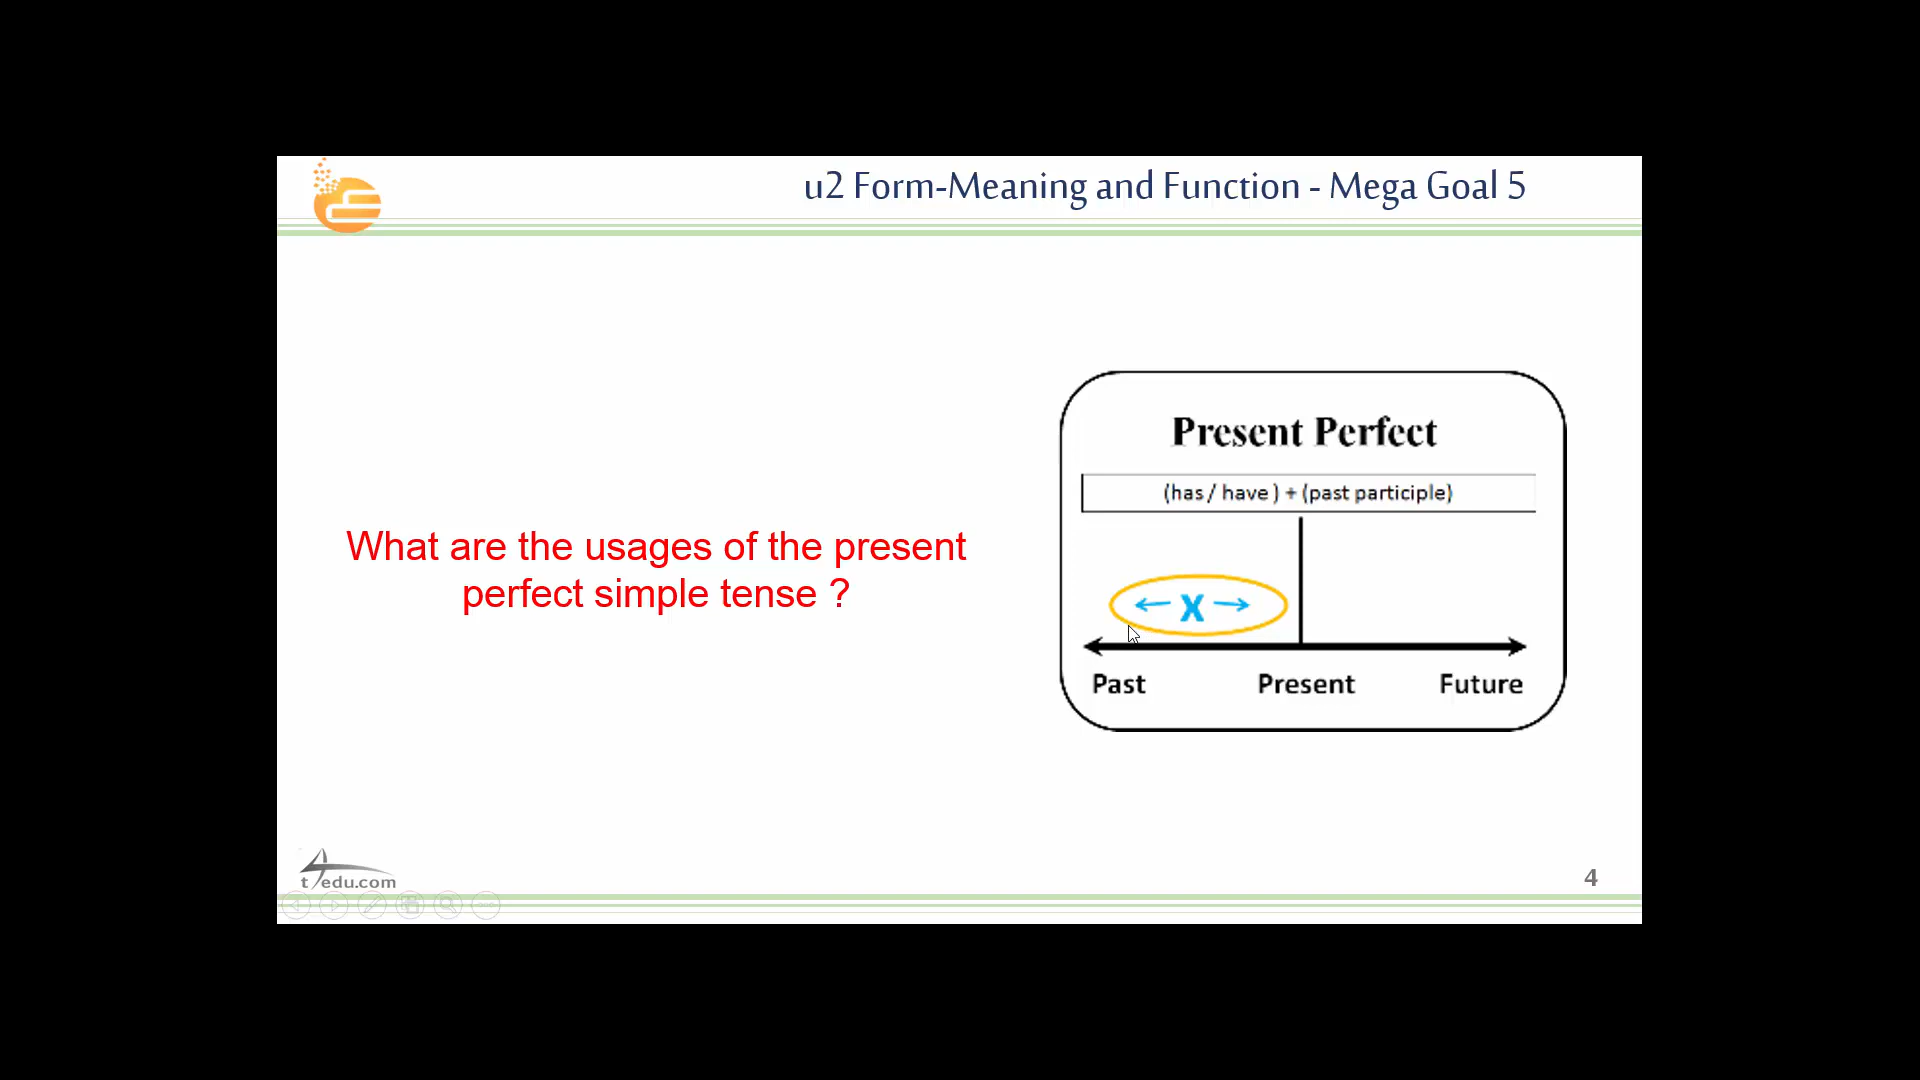 u2 Form-Meaning and Function - Mega Goal 5
What are the usages of the present
perfect simple tense ?
Present Perfect
(has / have ) + (past participle)
X
Past Present Future
t4edu.com
4